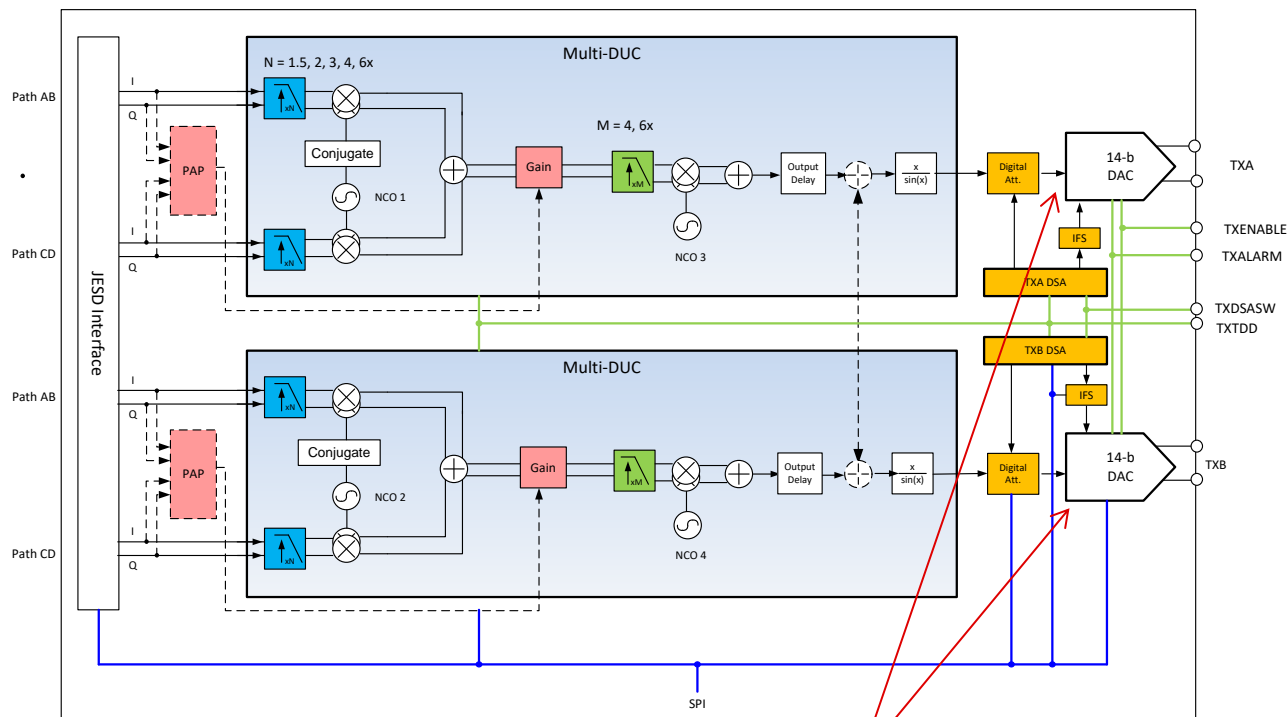 Multi-DUC
N = 1.5, 2, 3, 4, 6x
Path AB
I
Q
xN
M = 4, 6x
PAP
Conjugate
NCO 1
Gain
xM
Output
Delay
x
sin(x)
Digital
Att.
14-b
DAC
TXA
NCO 3
IFS
TXENABLE
TXALARM
Path CD
I
Q
xN
JESD Interface
TXA DSA
TXDSASW
TXTDD
TXB DSA
Multi-DUC
Path AB
I
Q
xN
IFS
PAP
Conjugate
NCO 2
Gain
xM
Output
Delay
x
sin(x)
Digital
Att.
14-b
DAC
TXB
NCO 4
Path CD
I
Q
xN
SPI